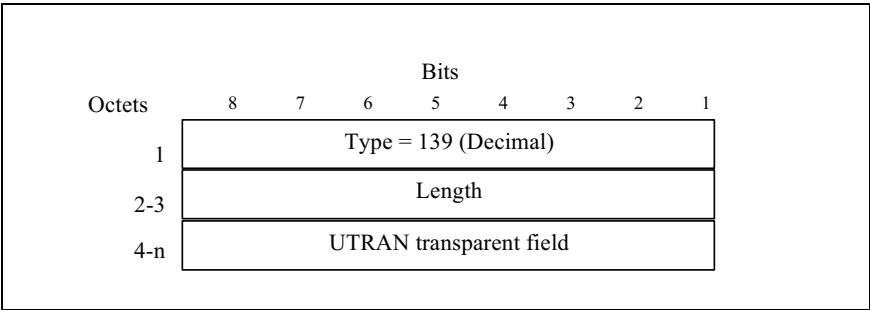 Bits
Octets 8 7 6 5 4 3 2 1
1 Type = 139 (Decimal)
2-3 Length
4-n UTRAN transparent field